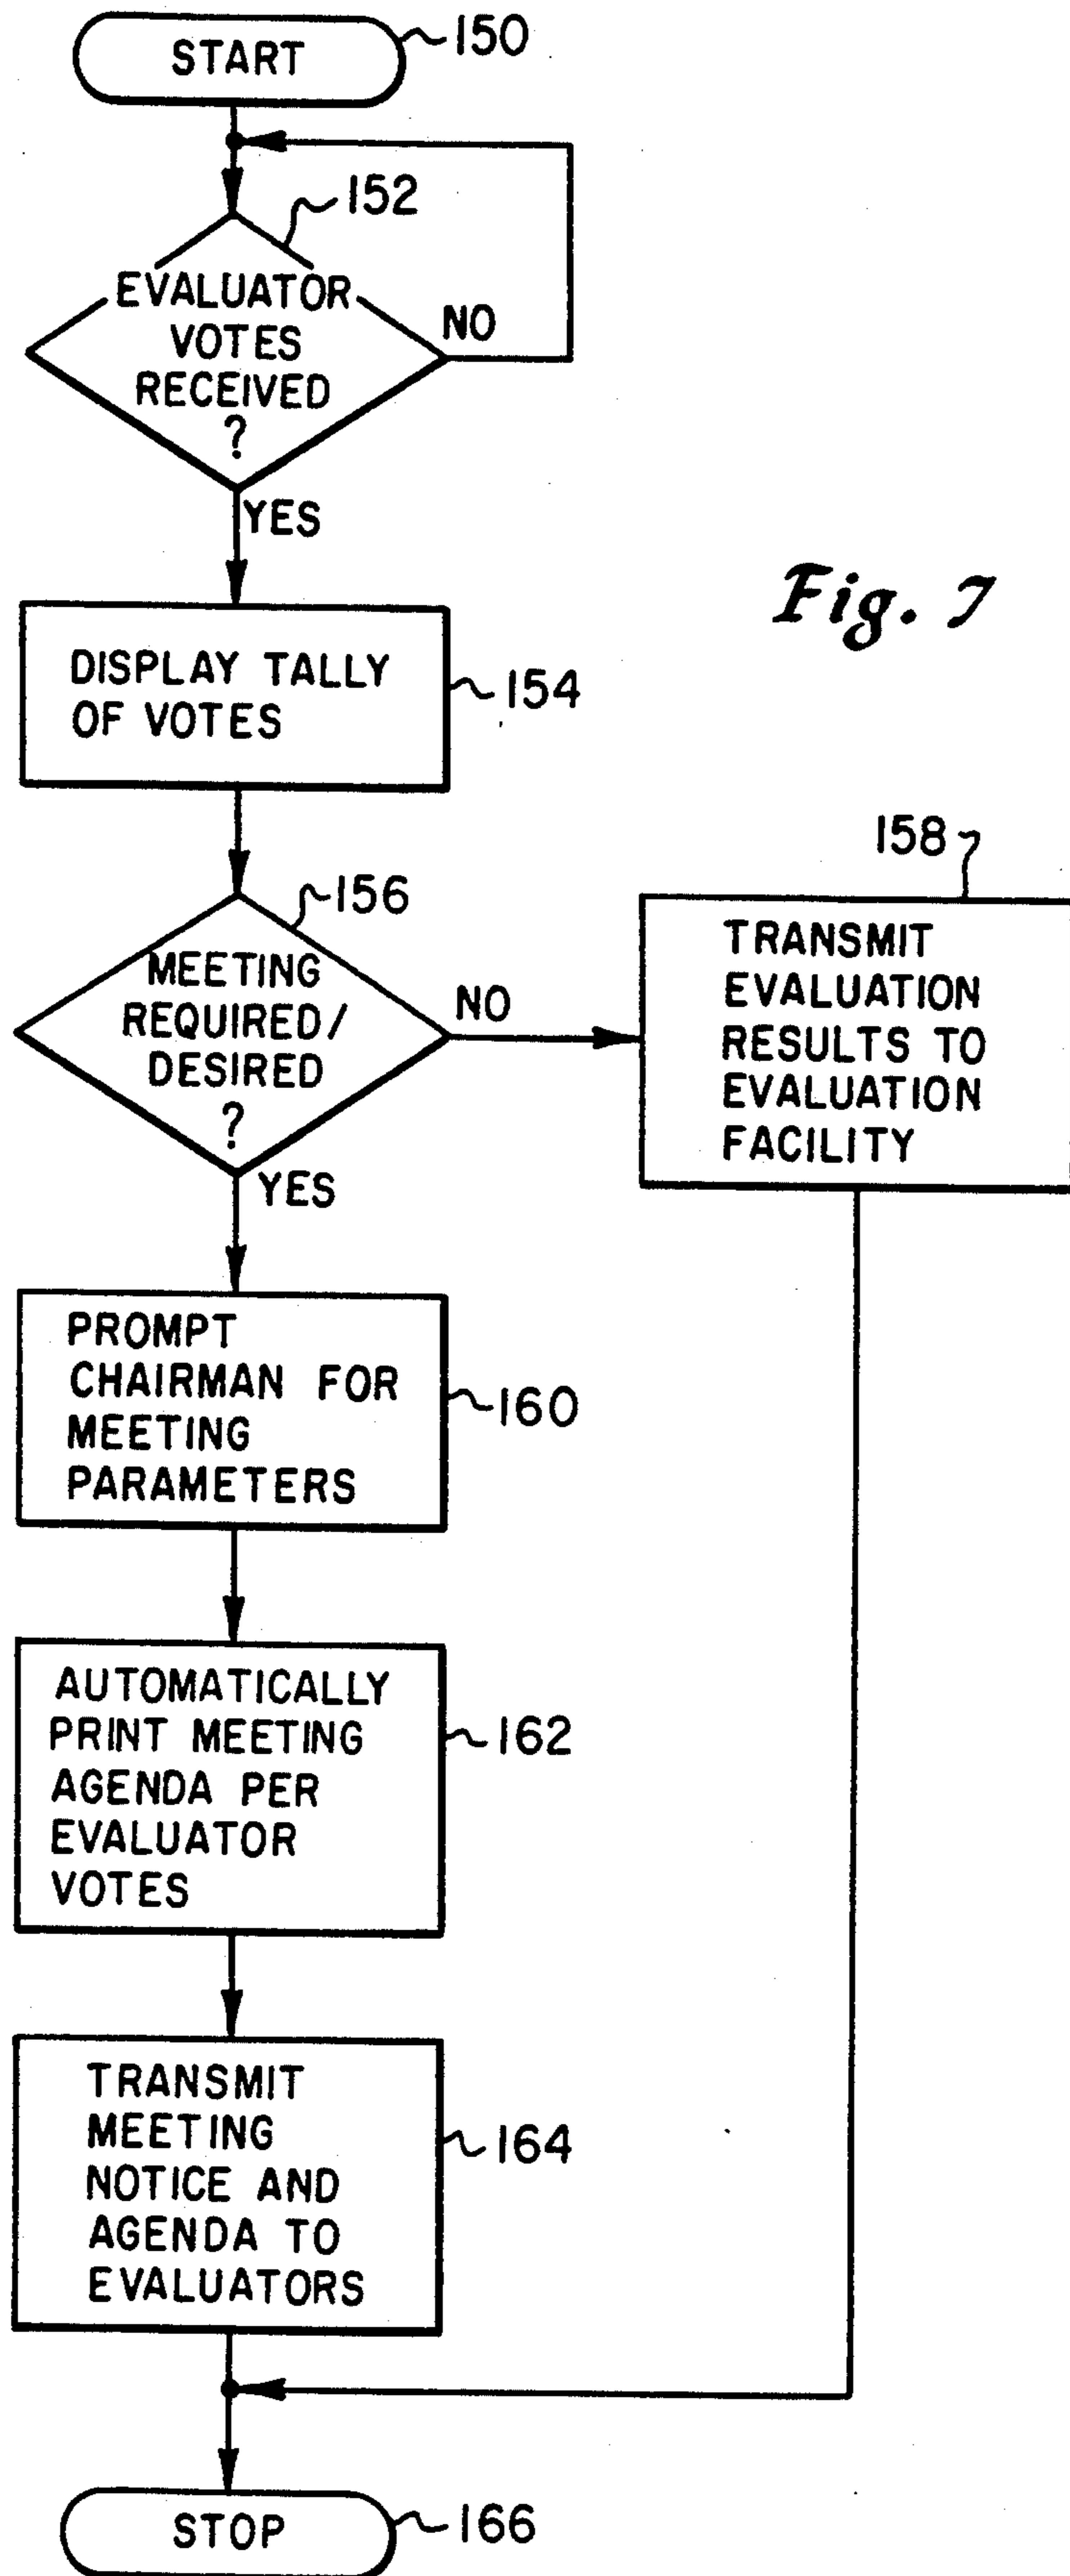 START
150
152
EVALUATOR
VOTES
RECEIVED
?
NO
YES
Fig. 7
DISPLAY TALLY
OF VOTES
154
156
MEETING
REQUIRED/
DESIRED
?
NO
YES
158
TRANSMIT
EVALUATION
RESULTS TO
EVALUATION
FACILITY
PROMPT
CHAIRMAN FOR
MEETING
PARAMETERS
160
AUTOMATICALLY
PRINT MEETING
AGENDA PER
EVALUATOR
VOTES
162
TRANSMIT
MEETING
NOTICE AND
AGENDA TO
EVALUATORS
164
STOP
166